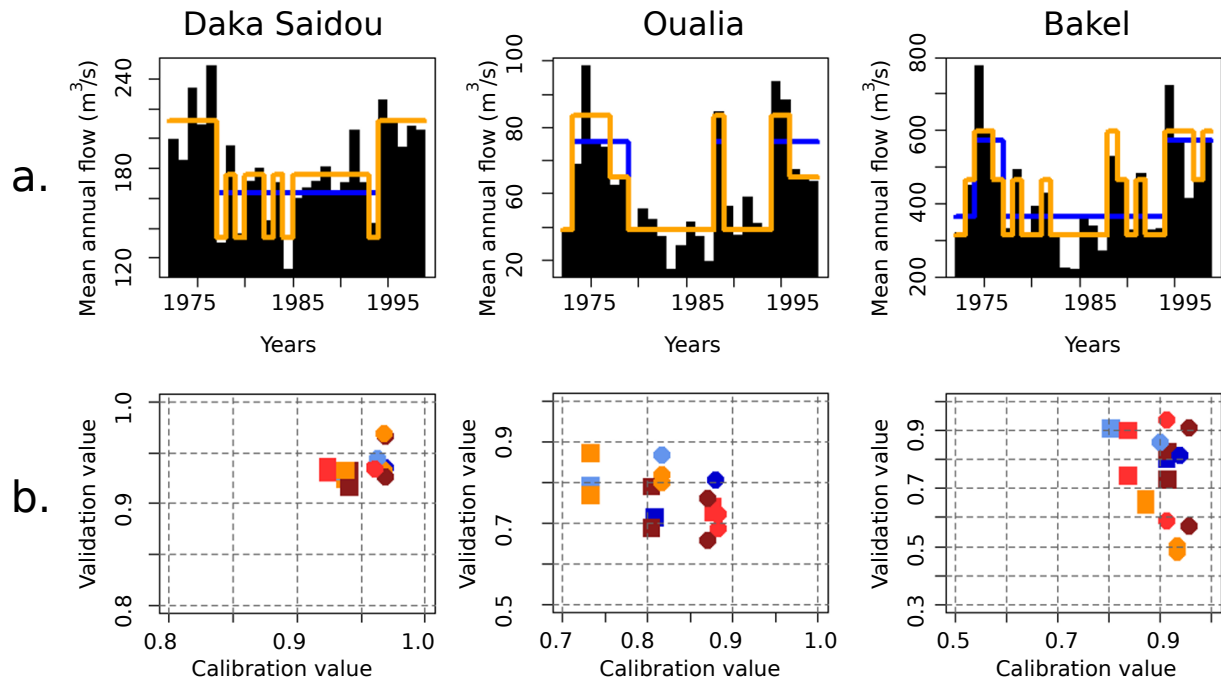 Daka Saidou
Oualia
Bakel
a.
Mean annual flow (m³/s)
240
180
120
1975
1985
1995
Years
Mean annual flow (m³/s)
100
80
60
20
1975
1985
1995
Years
Mean annual flow (m³/s)
800
600
400
200
1975
1985
1995
Years
b.
Validation value
1.0
0.9
0.8
0.8
0.9
1.0
Calibration value
Validation value
0.9
0.7
0.5
0.7
0.8
0.9
1.0
Calibration value
Validation value
0.9
0.7
0.5
0.3
0.5
0.7
0.9
Calibration value